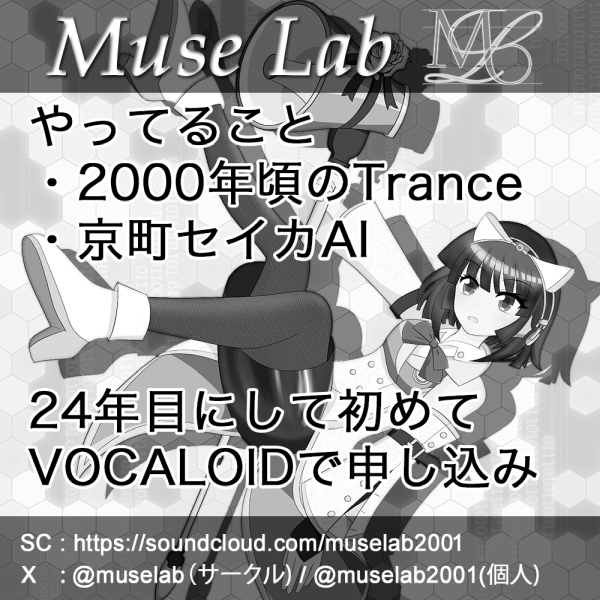 Muse Lab
ML
やってること
・2000年頃のTrance
・京町セイカAI
24年目にして初めて
VOCALOIDで申し込み
SC : https://soundcloud.com/muselab2001
X : @muselab（サークル) / @muselab2001(個人)